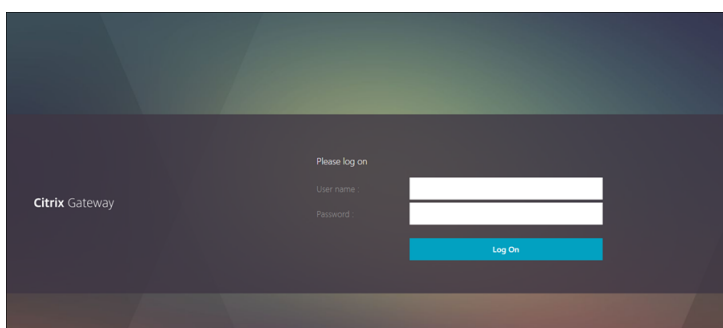 Please log on
User name :
Citrix Gateway
Password :
Log On